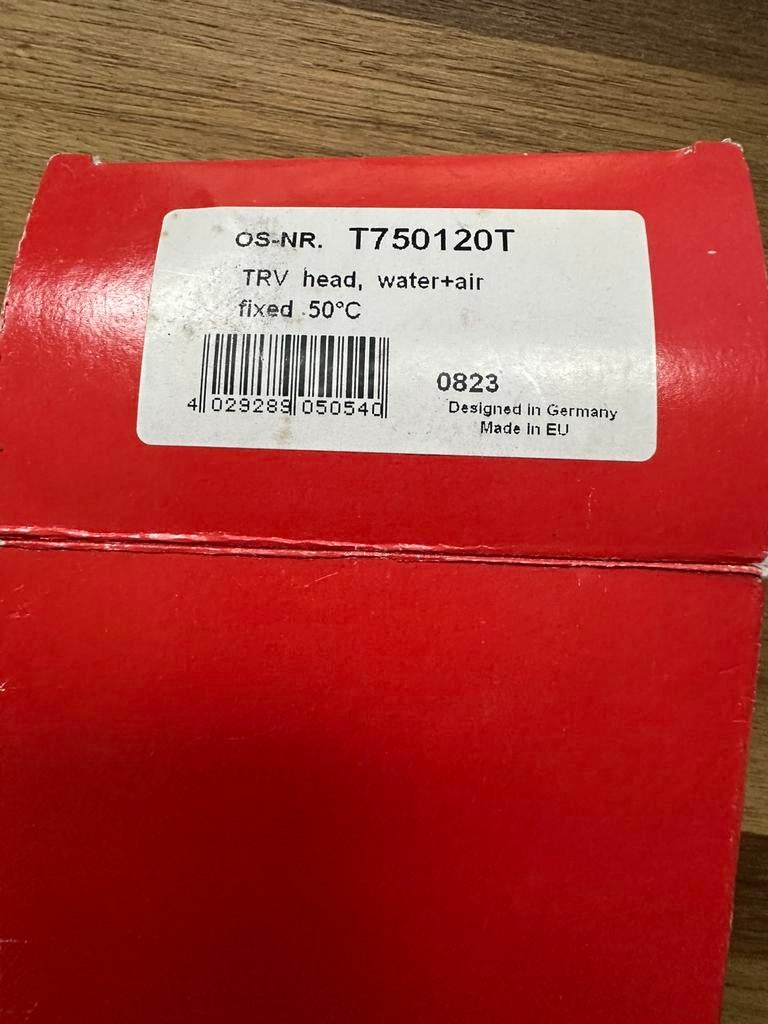 OS-NR. T750120T
TRV head, water+air
fixed 50°C
4 029289 050540
0823
Designed in Germany
Made in EU